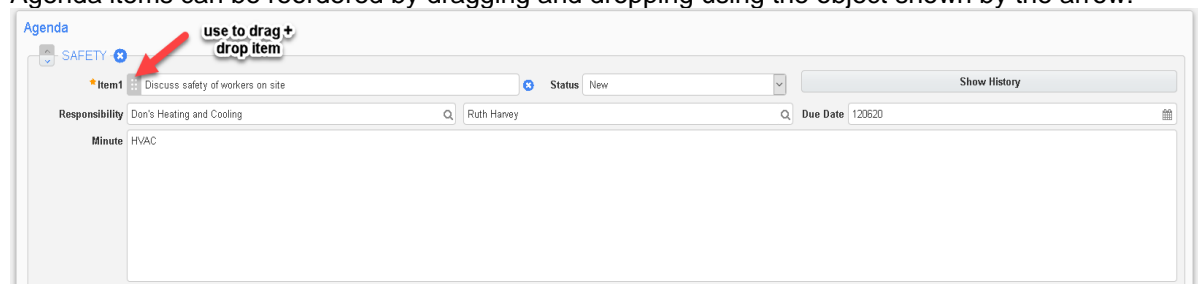 Agenda items can be reordered by dragging and dropping using the object shown by the arrow.
Agenda
use to drag +
drop item
SAFETY
*Item1 Discuss safety of workers on site Status New Show History
Responsibility Don's Heating and Cooling Ruth Harvey Due Date 120620
Minute HVAC